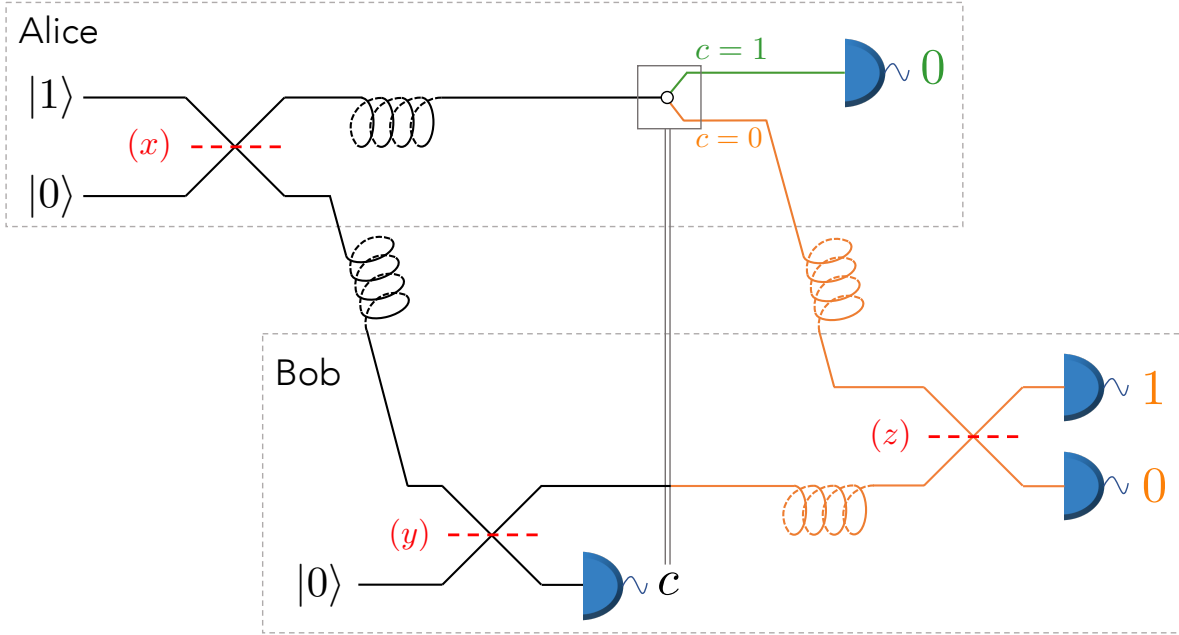 Alice
c = 1
0
|1⟩
(x)
c = 0
|0⟩
Bob
1
(z)
(y)
0
|0⟩
c